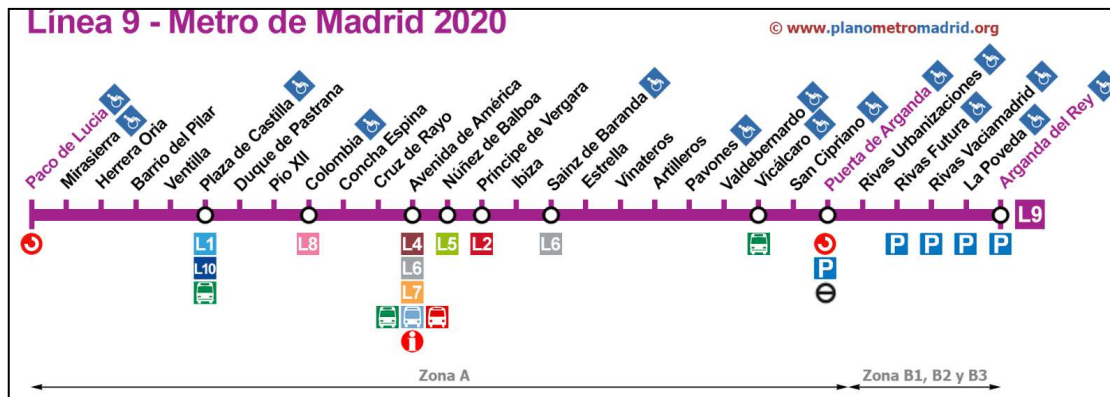 Línea 9 - Metro de Madrid 2020
© www.planometromadrid.org
Paco de Lucia
Mirasierra
Herrera Oria
Barrio del Pilar
Ventilla
Plaza de Castilla
Duque de Pastrana
Pío XII
Colombia
Concha Espina
Cruz de Rayo
Avenida de América
Núñez de Balboa
Principe de Vergara
Ibiza
Sainz de Baranda
Estrella
Vinateros
Artilleros
Pavones
Valdebernardo
Vicálcaro
San Cipriano
Puerta de Arganda
Rivas Urbanizaciones
Rivas Futura
Rivas Vaciamadrid
La Poveda
Arganda del Rey
L9
L1
L8
L4
L5
L2
L6
P
P
P
P
L10
L6
P
L7
Zona A
Zona B1, B2 y B3